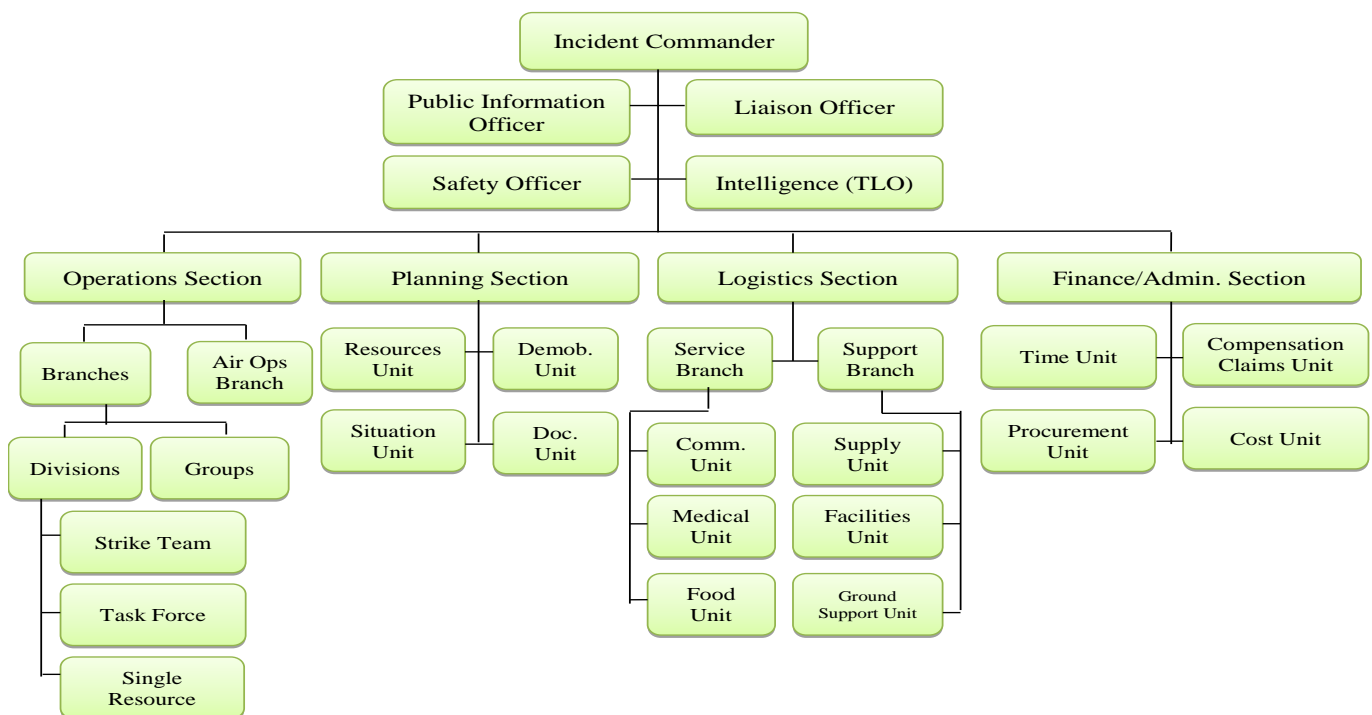 Incident Commander
Public Information
Officer
Liaison Officer
Safety Officer
Intelligence (TLO)
Operations Section
Planning Section
Logistics Section
Finance/Admin. Section
Branches
Air Ops
Branch
Resources
Unit
Demob.
Unit
Service
Branch
Support
Branch
Time Unit
Compensation
Claims Unit
Divisions
Groups
Situation
Unit
Doc.
Unit
Comm.
Unit
Supply
Unit
Procurement
Unit
Cost Unit
Strike Team
Medical
Unit
Facilities
Unit
Task Force
Food
Unit
Ground
Support Unit
Single
Resource